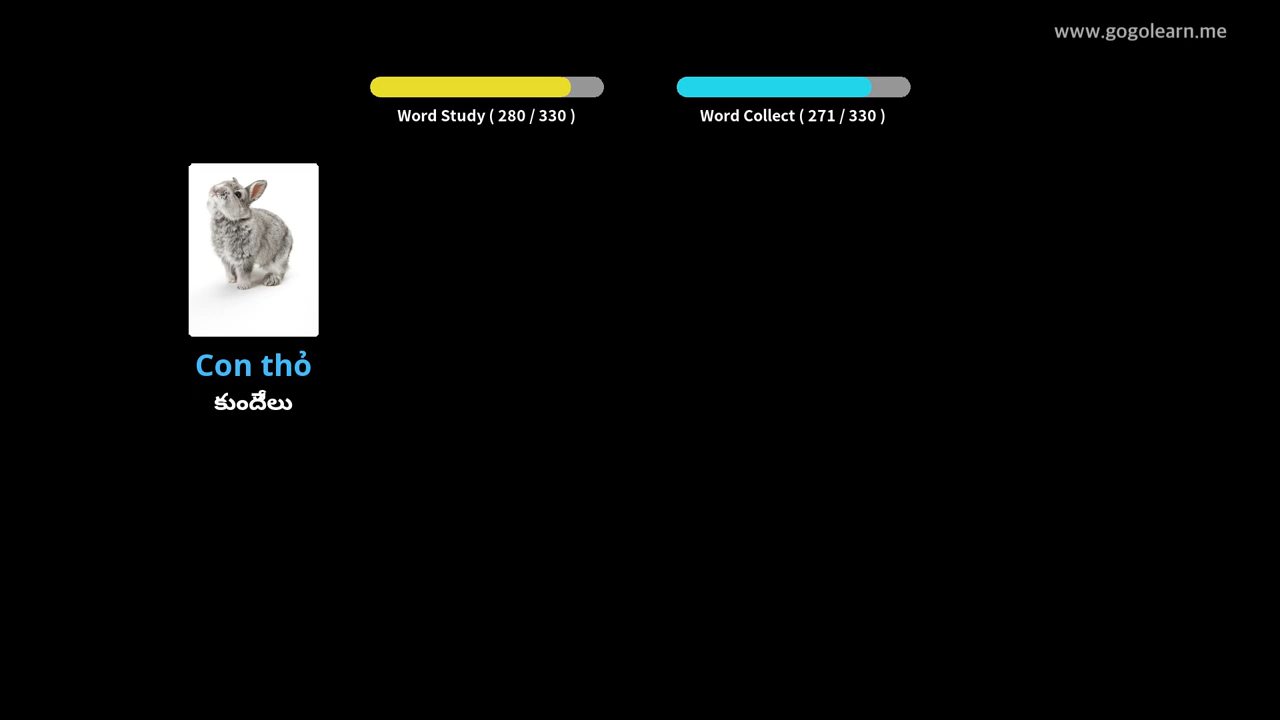 www.gogolearn.me
Word Study ( 280 / 330 )
Word Collect ( 271 / 330 )
Con thỏ
కుందేలు